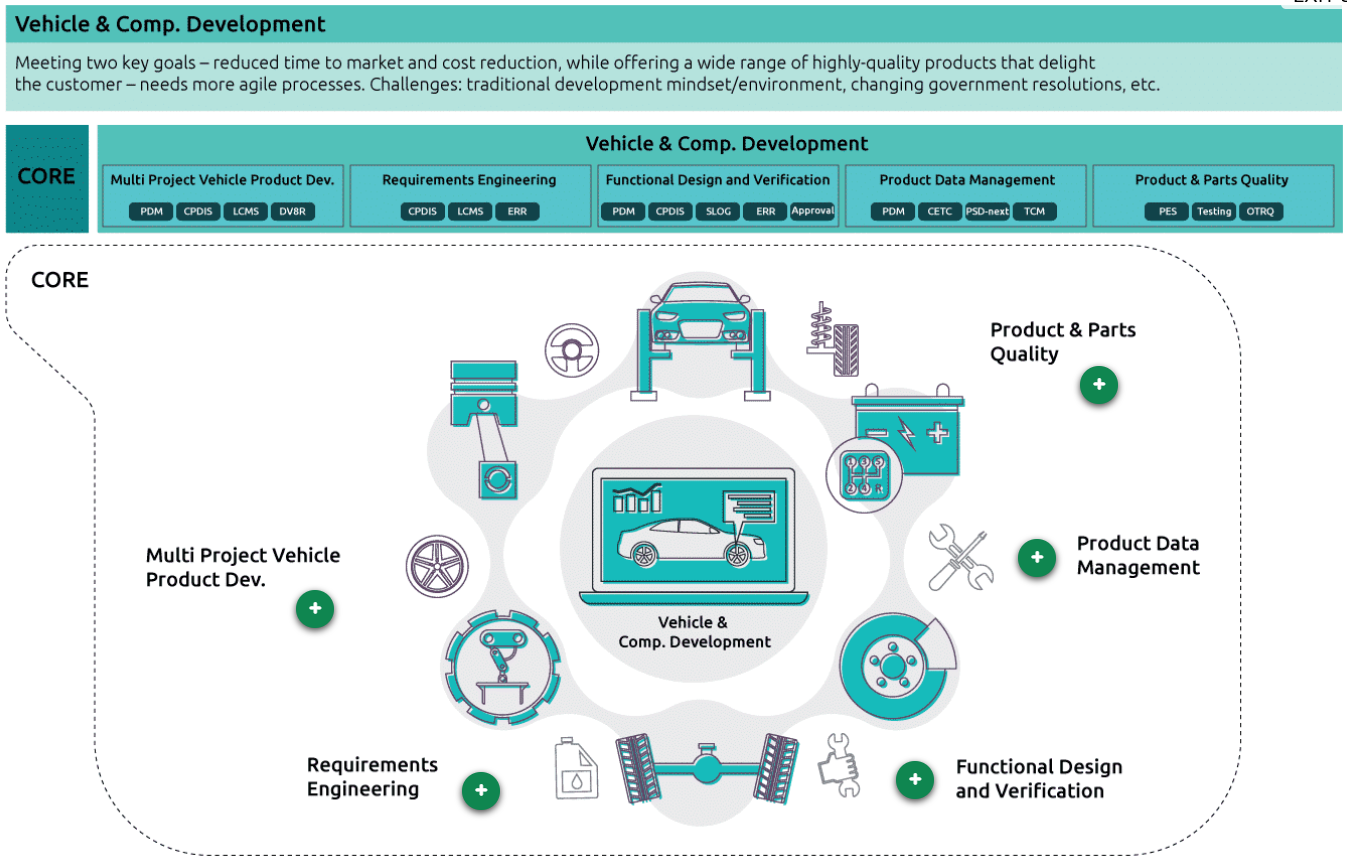 Vehicle & Comp. Development
Meeting two key goals – reduced time to market and cost reduction, while offering a wide range of highly-quality products that delight
the customer – needs more agile processes. Challenges: traditional development mindset/environment, changing government resolutions, etc.
CORE
Vehicle & Comp. Development
Multi Project Vehicle Product Dev.
PDM CPDIS LCMS DV8R
Requirements Engineering
CPDIS LCMS ERR
Functional Design and Verification
PDM CPDIS SLOG ERR Approval
Product Data Management
PDM CETC PSD-next TCM
Product & Parts Quality
PES Testing OTRQ
CORE
Product & Parts
Quality
+
1 3 5
2 4 R
Multi Project Vehicle
Product Dev.
+
Product Data
Management
+
Vehicle &
Comp. Development
Requirements
Engineering
+
Functional Design
and Verification
+